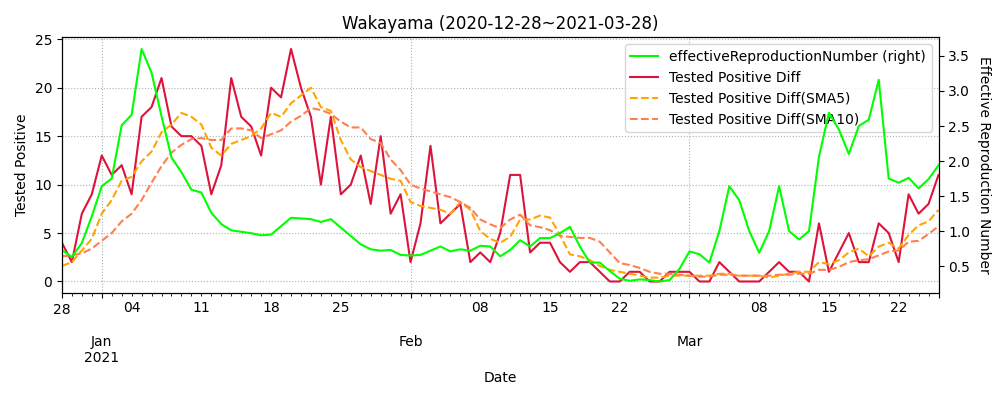 Wakayama (2020-12-28~2021-03-28)
effectiveReproductionNumber (right)
Tested Positive Diff
Tested Positive Diff(SMA5)
Tested Positive Diff(SMA10)
Tested Positive
25
20
15
10
5
0
Effective Reproduction Number
3.5
3.0
2.5
2.0
1.5
1.0
0.5
28 04 11 18 25 08 15 22 08 15 22
Jan Feb Mar
2021
Date